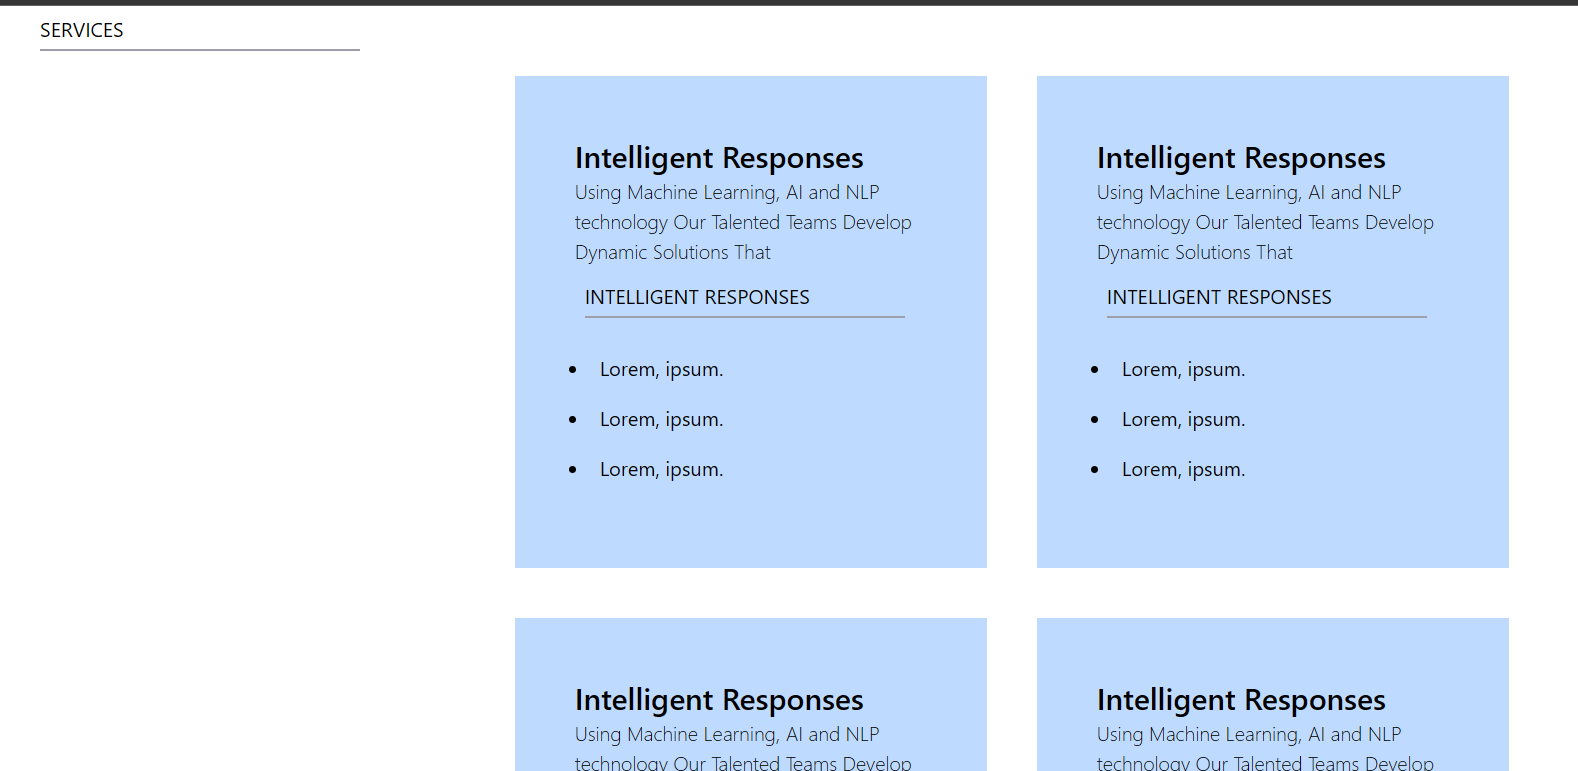 SERVICES
Intelligent Responses
Using Machine Learning, AI and NLP
technology Our Talented Teams Develop
Dynamic Solutions That
INTELLIGENT RESPONSES
Lorem, ipsum.
Lorem, ipsum.
Lorem, ipsum.
Intelligent Responses
Using Machine Learning, AI and NLP
technology Our Talented Teams Develop
Dynamic Solutions That
INTELLIGENT RESPONSES
Lorem, ipsum.
Lorem, ipsum.
Lorem, ipsum.
Intelligent Responses
Using Machine Learning, AI and NLP
technology Our Talented Teams Develop
Intelligent Responses
Using Machine Learning, AI and NLP
technology Our Talented Teams Develop